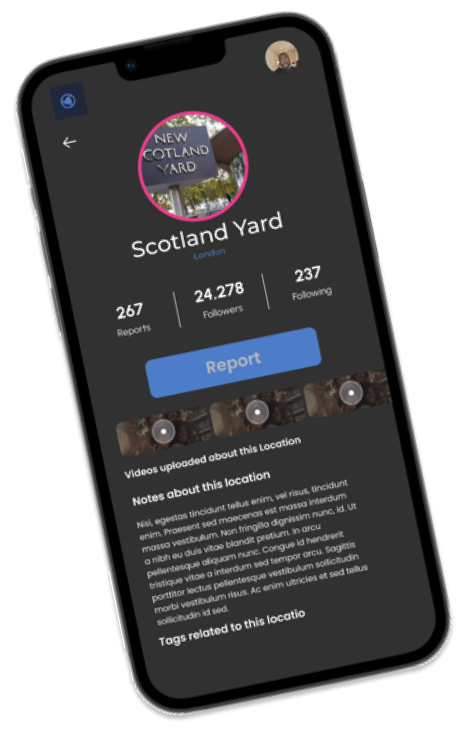 NEW
COTLAND
YARD
Scotland Yard
London
267
Reports
24,278
Followers
237
Following
Report
Videos uploaded about this Location
Notes about this location
Nisi, egestas tincidunt tellus enim, vel risus, tincidunt
enim. Praesent sed maecenas est massa interdum
massa vestibulum. Non fringilla dignissim nunc, id. Ut
a nibh eu duis vitae blandit pretium. In arcu
pellentesque aliquam nunc. Congue id hendrerit
tristique vitae a interdum sed tempor arcu. Sagittis
porttitor lectus pellentesque vestibulum sollicitudin
morbi vestibulum risus. Ac enim ultricies et sed tellus
sollicitudin id sed.
Tags related to this locatio